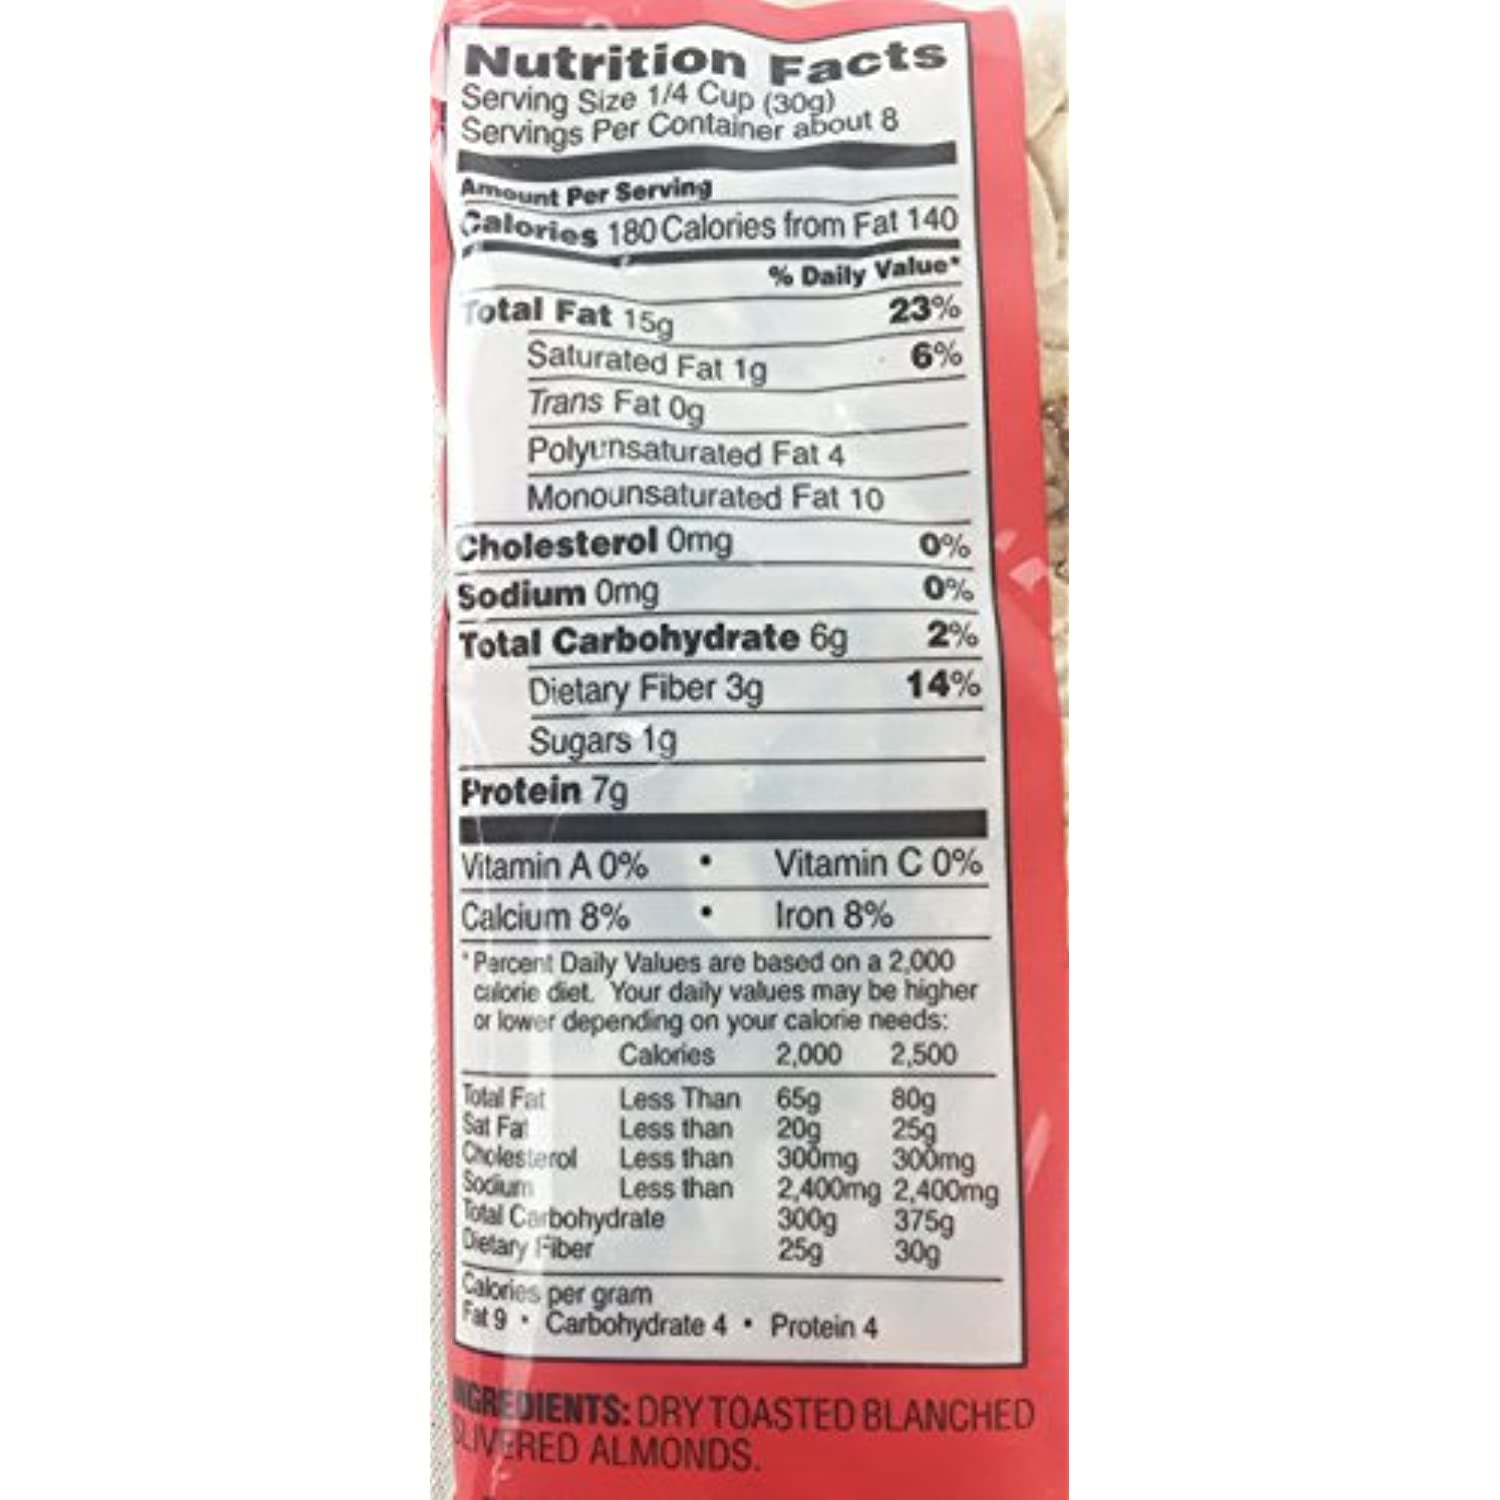 Nutrition Facts
Serving Size 1/4 Cup (30g)
Servings Per Container about 8
Amount Per Serving
Calories 180 Calories from Fat 140
% Daily Value*
Total Fat 15g 23%
Saturated Fat 1g 6%
Trans Fat 0g
Polyunsaturated Fat 4
Monounsaturated Fat 10
Cholesterol 0mg 0%
Sodium 0mg 0%
Total Carbohydrate 6g 2%
Dietary Fiber 3g 14%
Sugars 1g
Protein 7g
Vitamin A 0% • Vitamin C 0%
Calcium 8% • Iron 8%
*Percent Daily Values are based on a 2,000
calorie diet. Your daily values may be higher
or lower depending on your calorie needs:
Calories 2,000 2,500
Total Fat Less Than 65g 80g
Sat Fat Less than 20g 25g
Cholesterol Less than 300mg 300mg
Sodium Less than 2,400mg 2,400mg
Total Carbohydrate 300g 375g
Dietary Fiber 25g 30g
Calories per gram
Fat 9 • Carbohydrate 4 • Protein 4
INGREDIENTS: DRY TOASTED BLANCHED
SLIVERED ALMONDS.